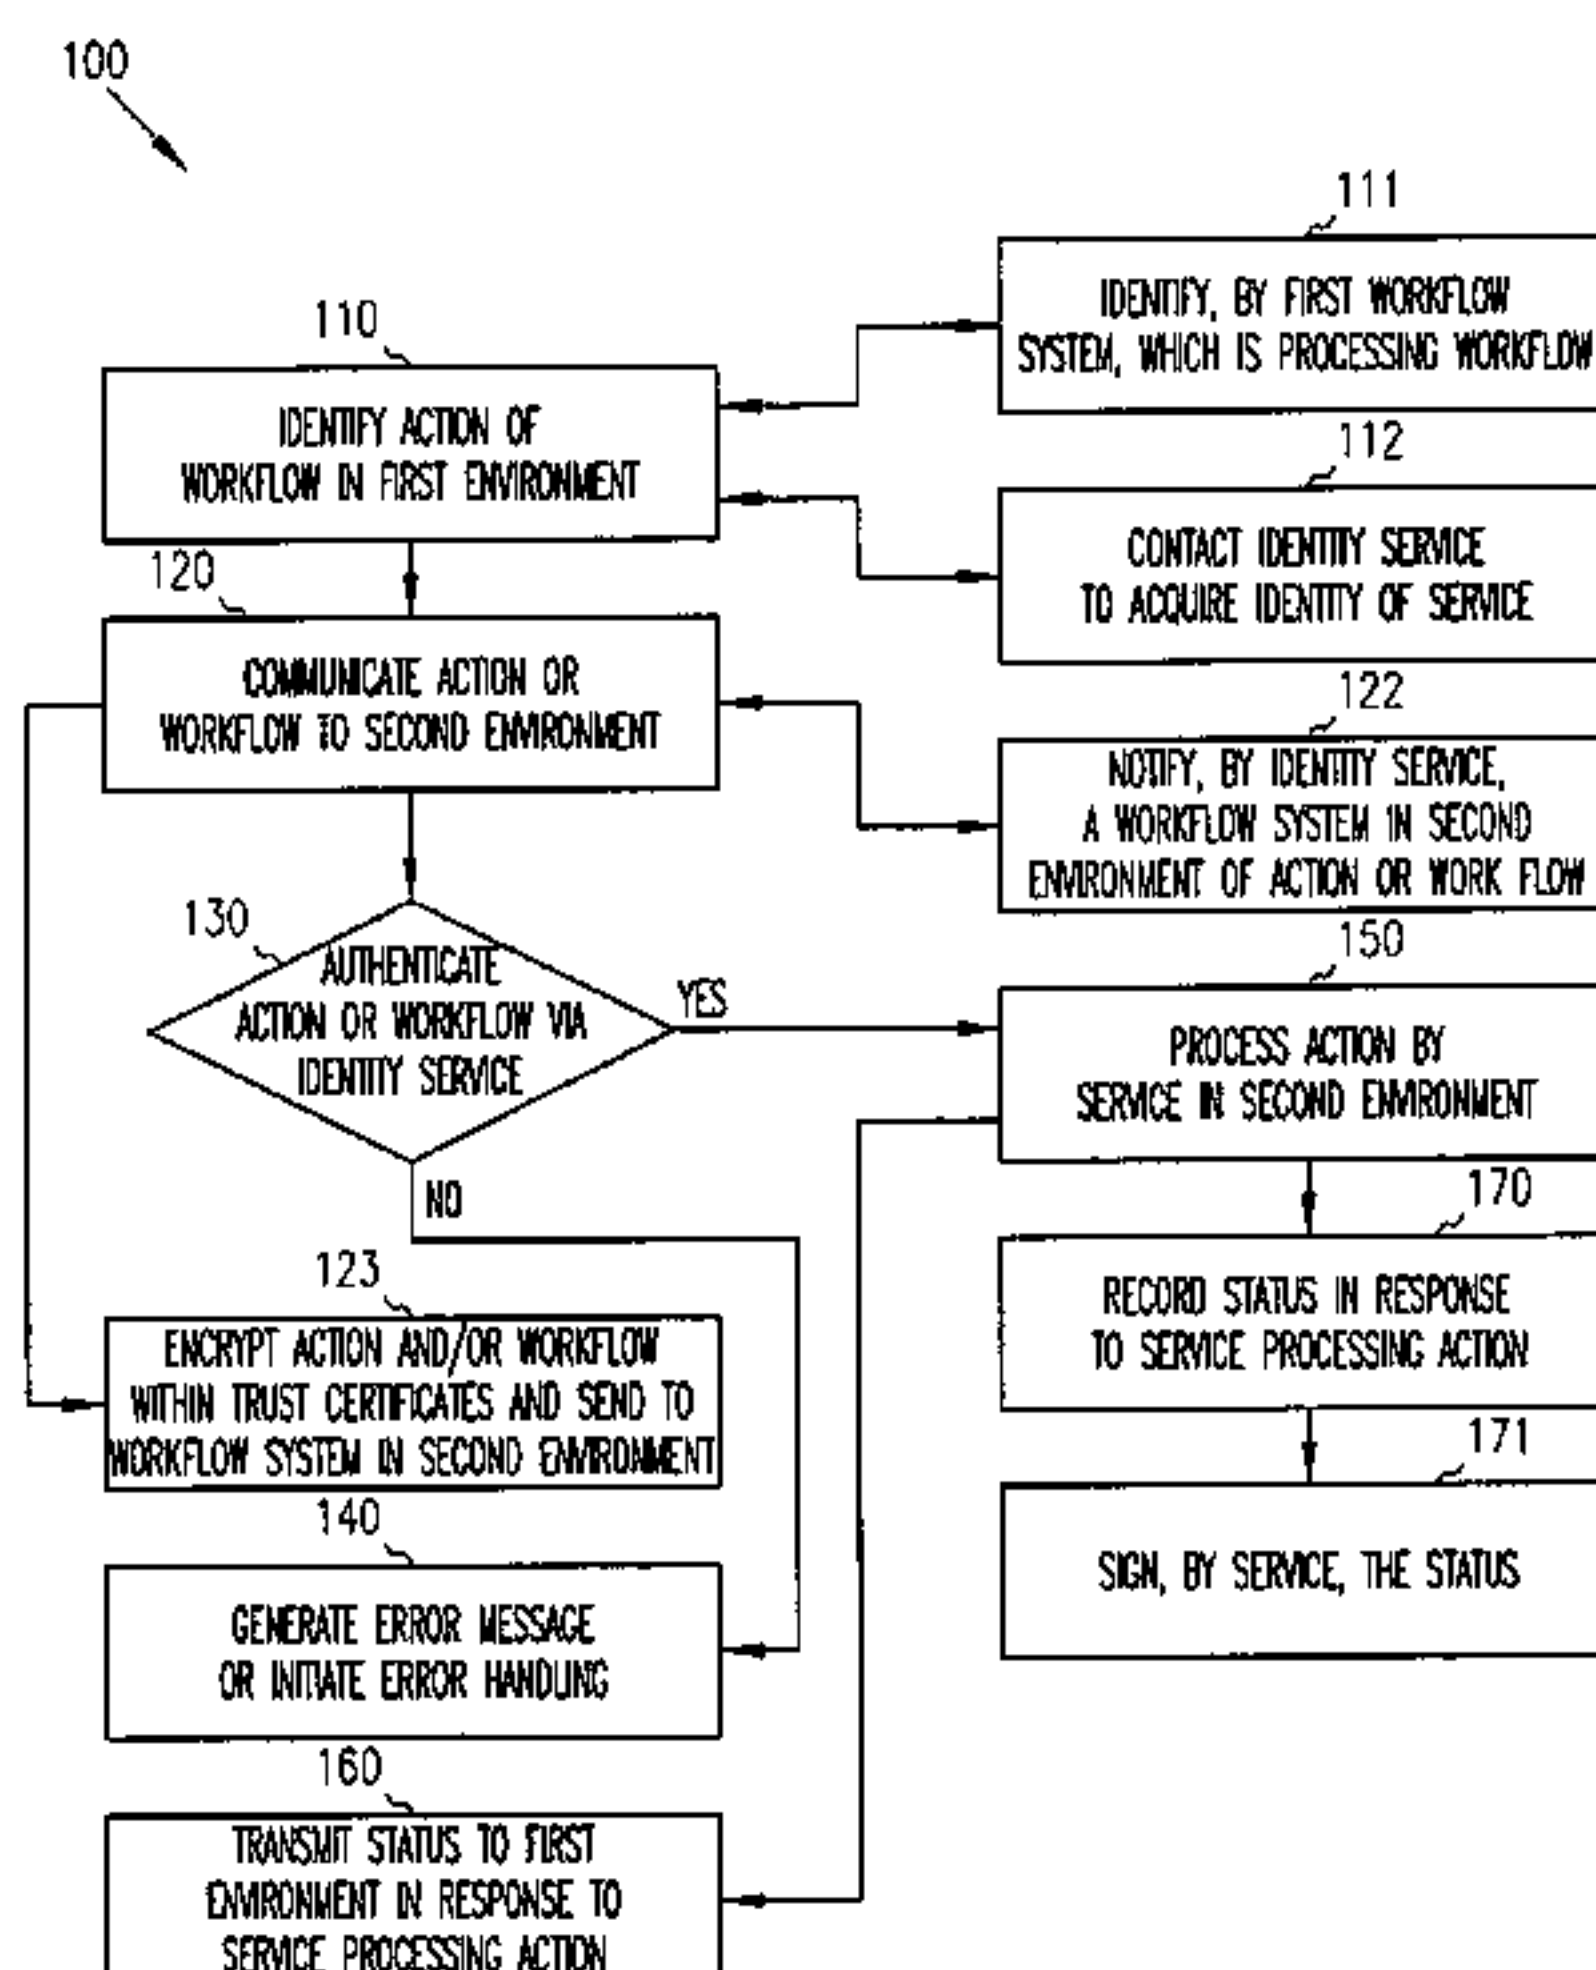 100
111
IDENTIFY, BY FIRST WORKFLOW
SYSTEM, WHICH IS PROCESSING WORKFLOW
110
IDENTIFY ACTION OF
WORKFLOW IN FIRST ENVIRONMENT
112
CONTACT IDENTITY SERVICE
TO ACQUIRE IDENTITY OF SERVICE
120
COMMUNICATE ACTION OR
WORKFLOW TO SECOND ENVIRONMENT
122
NOTIFY, BY IDENTITY SERVICE,
A WORKFLOW SYSTEM IN SECOND
ENVIRONMENT OF ACTION OR WORK FLOW
130
AUTHENTICATE
ACTION OR WORKFLOW VIA
IDENTITY SERVICE
YES
NO
150
PROCESS ACTION BY
SERVICE IN SECOND ENVIRONMENT
170
RECORD STATUS IN RESPONSE
TO SERVICE PROCESSING ACTION
123
ENCRYPT ACTION AND/OR WORKFLOW
WITHIN TRUST CERTIFICATES AND SEND TO
WORKFLOW SYSTEM IN SECOND ENVIRONMENT
171
SIGN, BY SERVICE, THE STATUS
140
GENERATE ERROR MESSAGE
OR INITIATE ERROR HANDLING
160
TRANSMIT STATUS TO FIRST
ENVIRONMENT IN RESPONSE TO
SERVICE PROCESSING ACTION